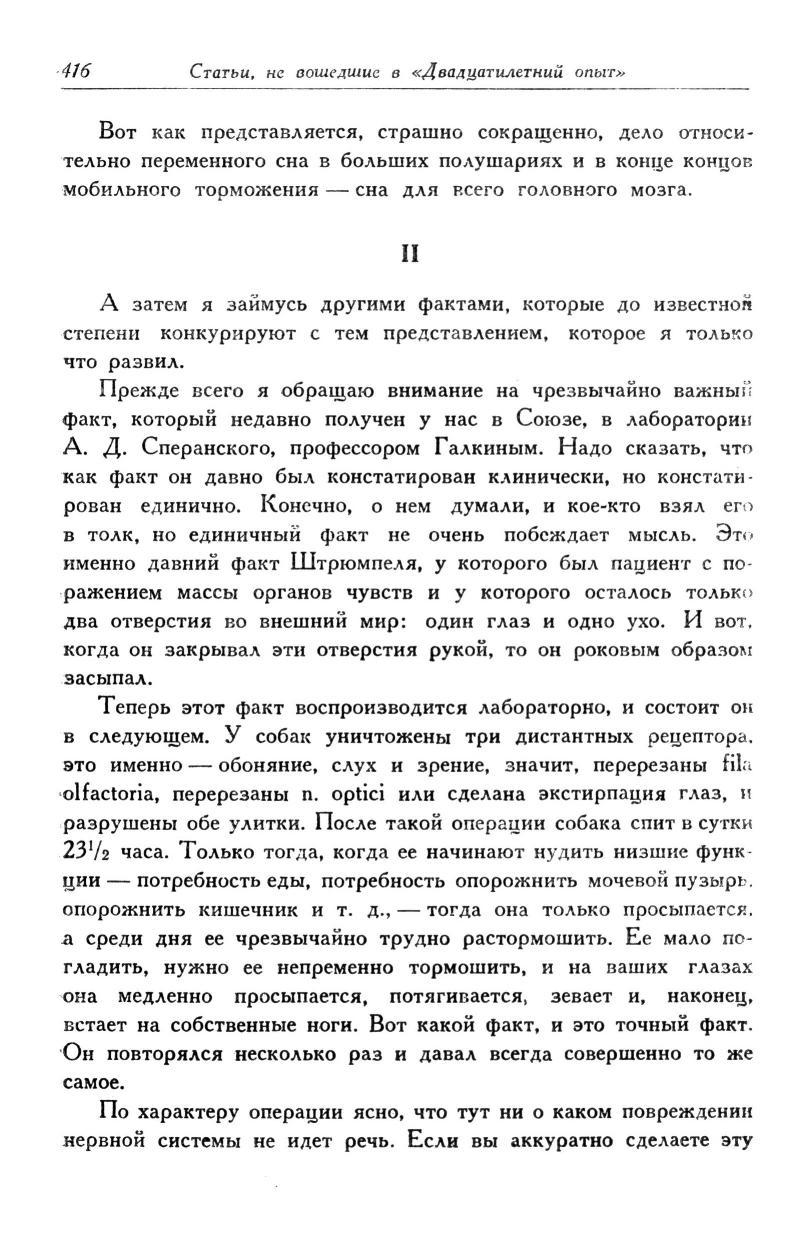 416 Статьи, не вошедшие в «Двадцатилетний опыт»
Вот как представляется, страшно сокращенно, дело относи-
тельно переменного сна в больших полушариях и в конце концов
мобильного торможения — сна для всего головного мозга.
II
А затем я займусь другими фактами, которые до известной
степени конкурируют с тем представлением, которое я только
что развил.
Прежде всего я обращаю внимание на чрезвычайно важный
факт, который недавно получен у нас в Союзе, в лаборатории
А. Д. Сперанского, профессором Галкиным. Надо сказать, что
как факт он давно был констатирован клинически, но констати-
рован единично. Конечно, о нем думали, и кое-кто взял его
в толк, но единичный факт не очень побеждает мысль. Это
именно давний факт Штрюмпеля, у которого был пациент с по-
ражением массы органов чувств и у которого осталось только
два отверстия во внешний мир: один глаз и одно ухо. И вот,
когда он закрывал эти отверстия рукой, то он роковым образом
засыпал.
Теперь этот факт воспроизводится лабораторно, и состоит он
в следующем. У собак уничтожены три дистантных рецептора,
это именно — обоняние, слух и зрение, значит, перерезаны fila
olfactoria, перерезаны n. optici или сделана экстирпация глаз, и
разрушены обе улитки. После такой операции собака спит в сутки
23½ часа. Только тогда, когда ее начинают нудить низшие функ-
ции — потребность еды, потребность опорожнить мочевой пузырь,
опорожнить кишечник и т. д., — тогда она только просыпается,
а среди дня ее чрезвычайно трудно растормошить. Ее мало по-
гладить, нужно ее непременно тормошить, и на ваших глазах
она медленно просыпается, потягивается, зевает и, наконец,
встает на собственные ноги. Вот какой факт, и это точный факт.
Он повторялся несколько раз и давал всегда совершенно то же
самое.
По характеру операции ясно, что тут ни о каком повреждении
нервной системы не идет речь. Если вы аккуратно сделаете эту